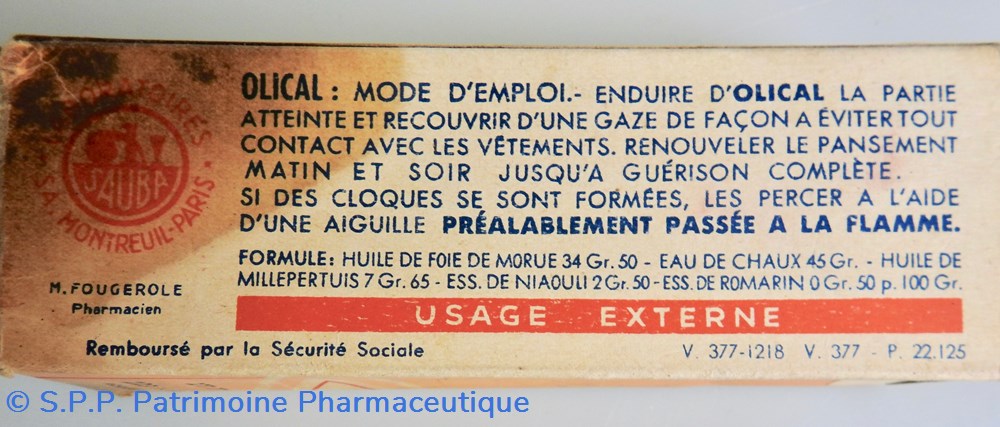 LABORATOIRES
SAUBA
S.A. MONTREUIL-PARIS
OLICAL : MODE D'EMPLOI.- ENDUIRE D'OLICAL LA PARTIE
ATTEINTE ET RECOUVRIR D'UNE GAZE DE FAÇON A ÉVITER TOUT
CONTACT AVEC LES VÊTEMENTS. RENOUVELER LE PANSEMENT
MATIN ET SOIR JUSQU'A GUÉRISON COMPLÈTE.
SI DES CLOQUES SE SONT FORMÉES, LES PERCER A L'AIDE
D'UNE AIGUILLE PRÉALABLEMENT PASSÉE A LA FLAMME.
FORMULE: HUILE DE FOIE DE MORUE 34 Gr. 50 - EAU DE CHAUX 45 Gr. - HUILE DE
MILLEPERTUIS 7 Gr. 65 - ESS. DE NIAOULI 2 Gr. 50 - ESS. DE ROMARIN 0 Gr. 50 p. 100 Gr.
M. FOUGEROLE
Pharmacien
USAGE EXTERNE
Remboursé par la Sécurité Sociale
V. 377-1218 V. 377 - P. 22.125
© S.P.P. Patrimoine Pharmaceutique